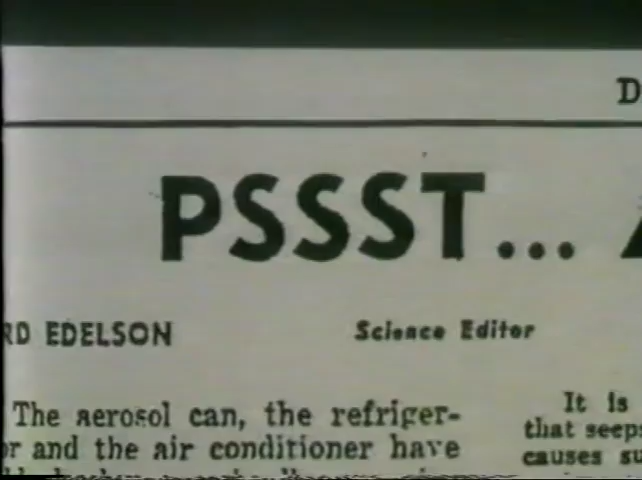 D
PSSST... A
RD EDELSON
Science Editor
The aerosol can, the refriger-
or and the air conditioner have
It is
that seeps
causes su